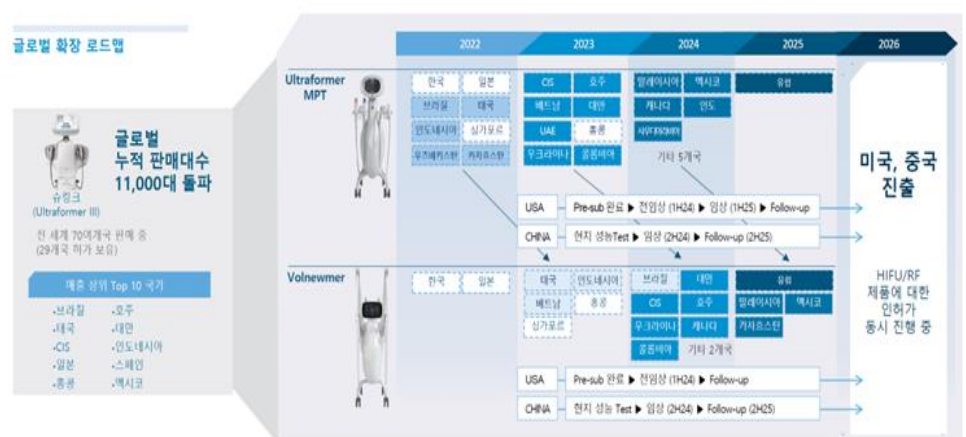 글로벌 확장 로드맵
2022 2023 2024 2025 2026
글로벌
누적 판매대수
11,000대 돌파
슈링크
(Ultraformer III)
전 세계 70여개국 판매 중
(29개국 허가 보유)
매출 상위 Top 10 국가
•브라질 •호주
•태국 •대만
•CIS •인도네시아
•일본 •스페인
•홍콩 •멕시코
Ultraformer
MPT
한국 일본
브라질 태국
인도네시아 싱가포르
우즈베키스탄 카자흐스탄
CIS 호주
베트남 대만
UAE 홍콩
우크라이나 콜롬비아
말레이시아 멕시코
캐나다 인도
사우디아라비아
기타 5개국
유럽
USA Pre-sub 완료 ▶ 전임상 (1H24) ▶ 임상 (1H25) ▶ Follow-up
CHINA 현지 성능Test ▶ 임상 (2H24) ▶ Follow-up (2H25)
Volnewmer
한국 일본
태국 인도네시아
베트남 홍콩
싱가포르
브라질 대만
CIS 호주
우크라이나 캐나다
콜롬비아 기타 2개국
유럽
말레이시아 멕시코
카자흐스탄
USA Pre-sub 완료 ▶ 전임상 (1H24) ▶ Follow-up
CHINA 현지 성능 Test ▶ 임상 (2H24) ▶ Follow-up (2H25)
미국, 중국
진출
HIFU/RF
제품에 대한
인허가
동시 진행 중